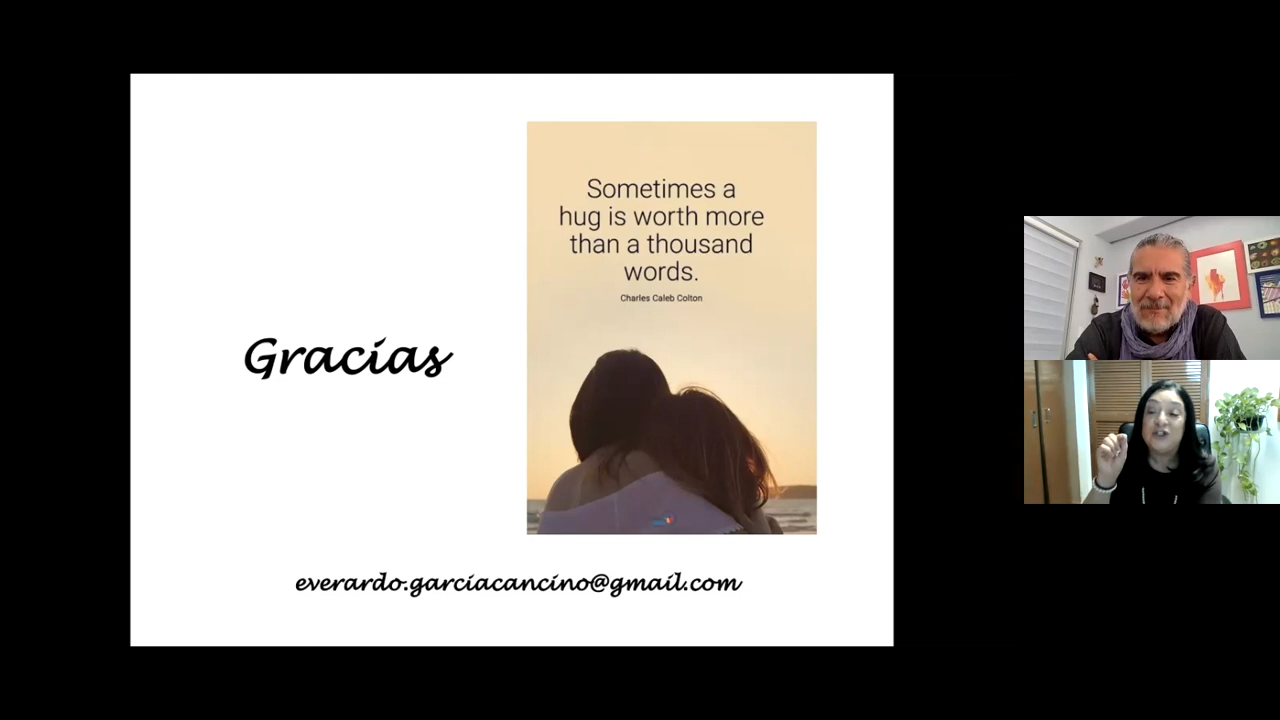 Sometimes a
hug is worth more
than a thousand
words.
Charles Caleb Colton
Gracias
everardo.garciacancino@gmail.com